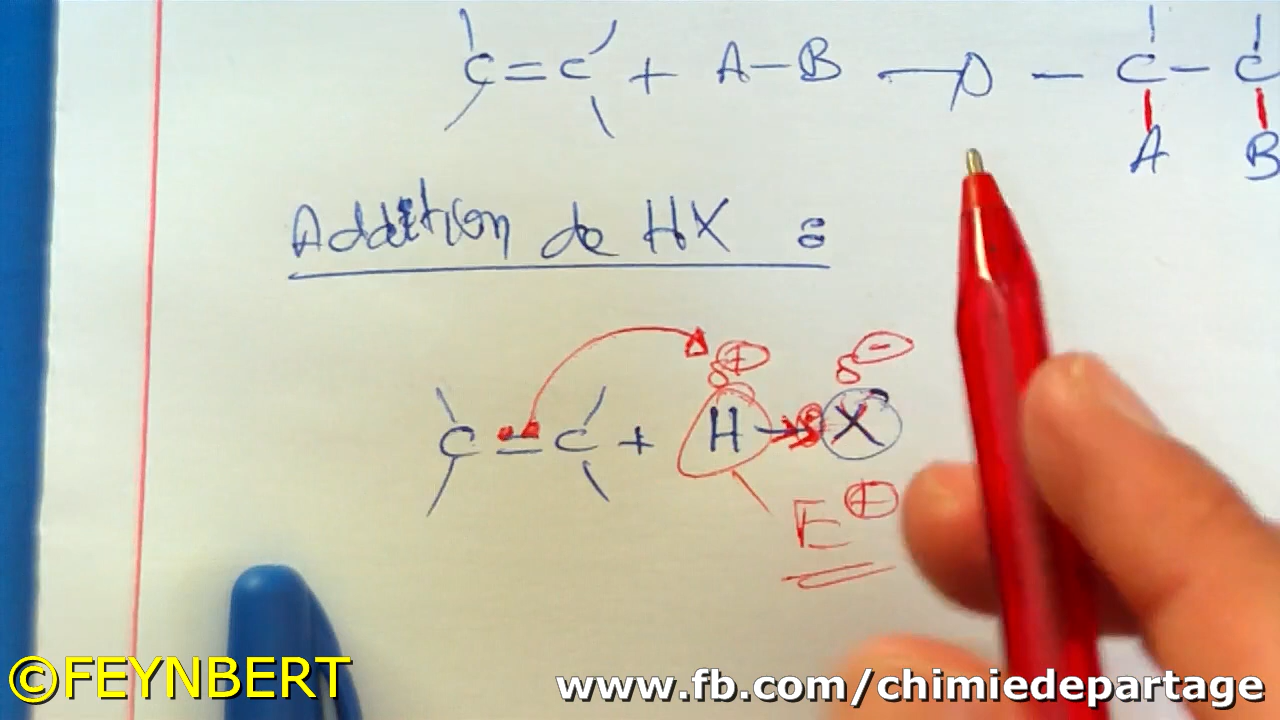 C=C + A-B → -C-C
A B
Addition de HX :
δ⊕ δ⊖
C=C + H→X
E⊕
©FEYNBERT
www.fb.com/chimiedepartage